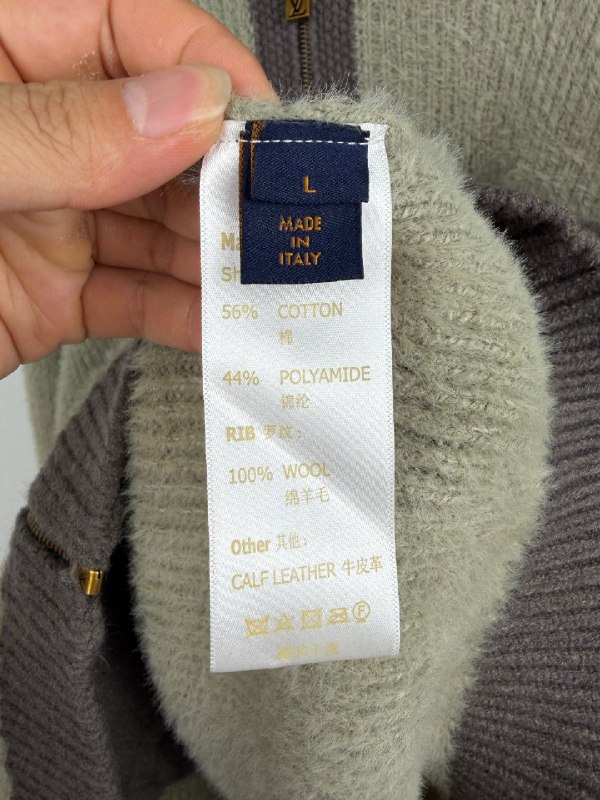 LV
L
MADE
IN
ITALY
56% COTTON
棉
44% POLYAMIDE
锦纶
RIB 罗纹:
100% WOOL
绵羊毛
Other 其他:
CALF LEATHER 牛皮革
P